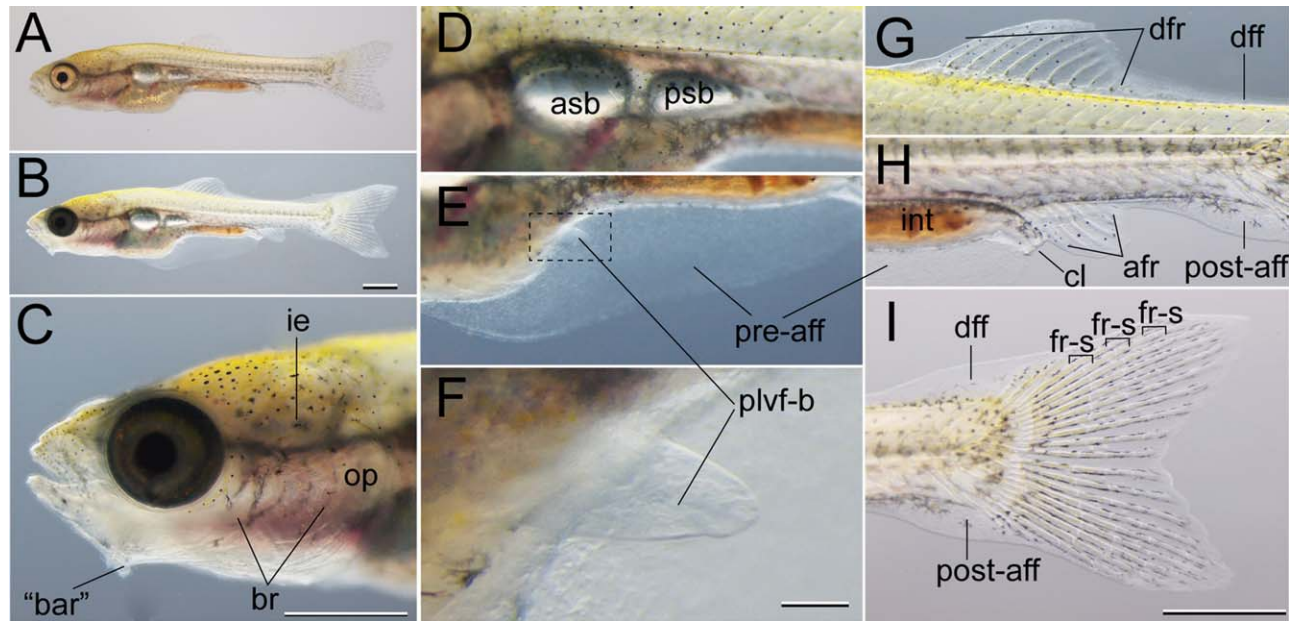 A
B
C
ie
op
"bar"
br
D
asb
psb
E
pre-aff
plvf-b
F
G
dfr
dff
H
int
cl
afr
post-aff
I
dff
fr-s
fr-s
fr-s
post-aff